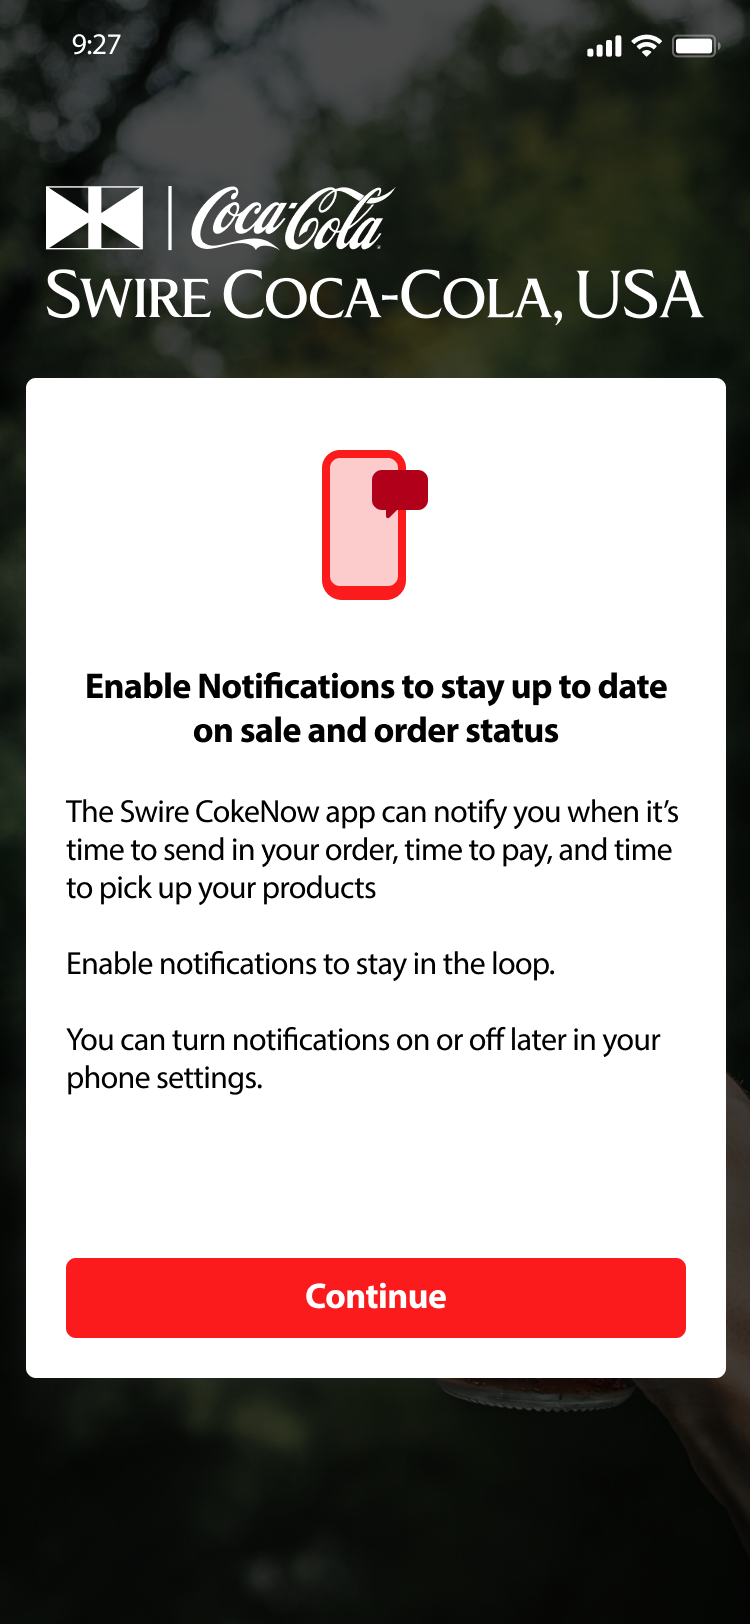 9:27
Coca-Cola
SWIRE COCA-COLA, USA
Enable Notifications to stay up to date
on sale and order status
The Swire CokeNow app can notify you when it’s
time to send in your order, time to pay, and time
to pick up your products
Enable notifications to stay in the loop.
You can turn notifications on or off later in your
phone settings.
Continue